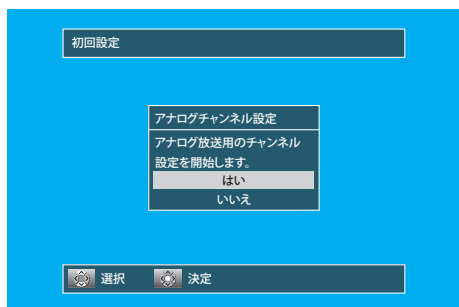 初回設定
アナログチャンネル設定
アナログ放送用のチャンネル
設定を開始します。
はい
いいえ
選択 決定